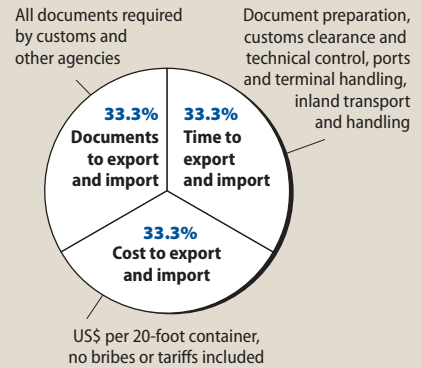 All documents required
by customs and
other agencies
Document preparation,
customs clearance and
technical control, ports
and terminal handling,
inland transport
and handling
33.3%
Documents
to export
and import
33.3%
Time to
export
and import
33.3%
Cost to export
and import
US$ per 20-foot container,
no bribes or tariffs included